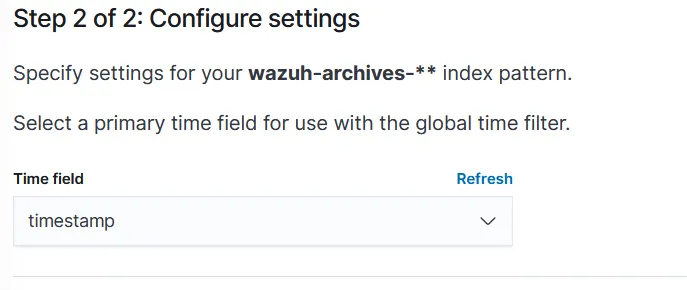 Step 2 of 2: Configure settings
Specify settings for your wazuh-archives-** index pattern.
Select a primary time field for use with the global time filter.
Time field Refresh
timestamp